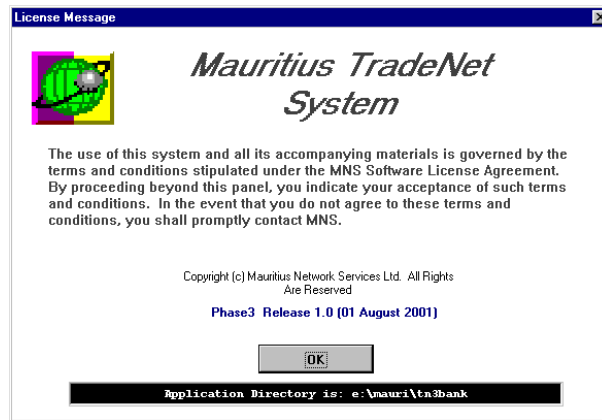 License Message
Mauritius TradeNet
System
The use of this system and all its accompanying materials is governed by the
terms and conditions stipulated under the MNS Software License Agreement.
By proceeding beyond this panel, you indicate your acceptance of such terms
and conditions.  In the event that you do not agree to these terms and
conditions, you shall promptly contact MNS.
Copyright (c) Mauritius Network Services Ltd.  All Rights
Are Reserved
Phase3  Release 1.0 (01 August 2001)
OK
Application Directory is: e:\mauri\tn3bank